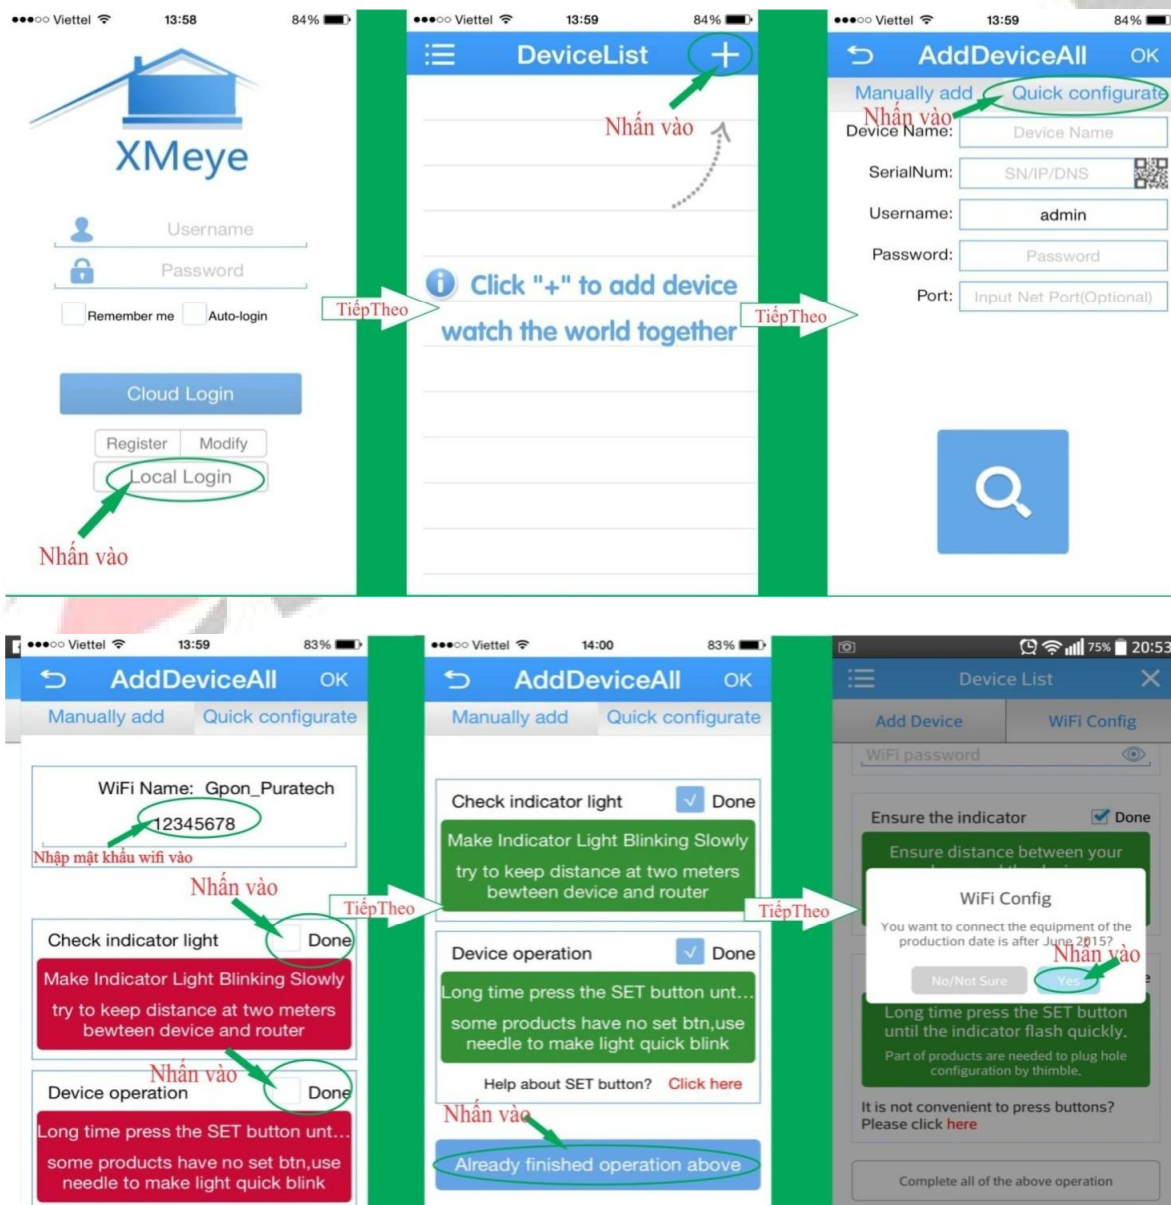 Viettel 13:58 84%
XMeye
Username
Password
Remember me Auto-login
Cloud Login
Register Modify
Local Login
Nhấn vào
TiếpTheo
Viettel 13:59 84%
DeviceList +
Nhấn vào
Click "+" to add device
watch the world together
TiếpTheo
Viettel 13:59 84%
AddDeviceAll OK
Manually add Quick configurate
Nhấn vào
Device Name: Device Name
SerialNum: SN/IP/DNS
Username: admin
Password: Password
Port: Input Net Port(Optional)
Viettel 13:59 83%
AddDeviceAll OK
Manually add Quick configurate
WiFi Name: Gpon_Puratech
12345678
Nhập mật khẩu wifi vào
Nhấn vào
Check indicator light Done
Make Indicator Light Blinking Slowly
try to keep distance at two meters
bewteen device and router
Nhấn vào
Device operation Done
Long time press the SET button unt...
some products have no set btn,use
needle to make light quick blink
TiếpTheo
Viettel 14:00 83%
AddDeviceAll OK
Manually add Quick configurate
Check indicator light Done
Make Indicator Light Blinking Slowly
try to keep distance at two meters
bewteen device and router
Device operation Done
Long time press the SET button unt...
some products have no set btn,use
needle to make light quick blink
Help about SET button? Click here
Nhấn vào
Already finished operation above
TiếpTheo
75% 20:53
Device List
Add Device WiFi Config
WiFi password
Ensure the indicator Done
Ensure distance between your
WiFi Config
You want to connect the equipment of the
production date is after June 2015?
Nhấn vào
No/Not Sure Yes
Long time press the SET button
until the indicator flash quickly.
Part of products are needed to plug hole
configuration by thimble.
It is not convenient to press buttons?
Please click here
Complete all of the above operation